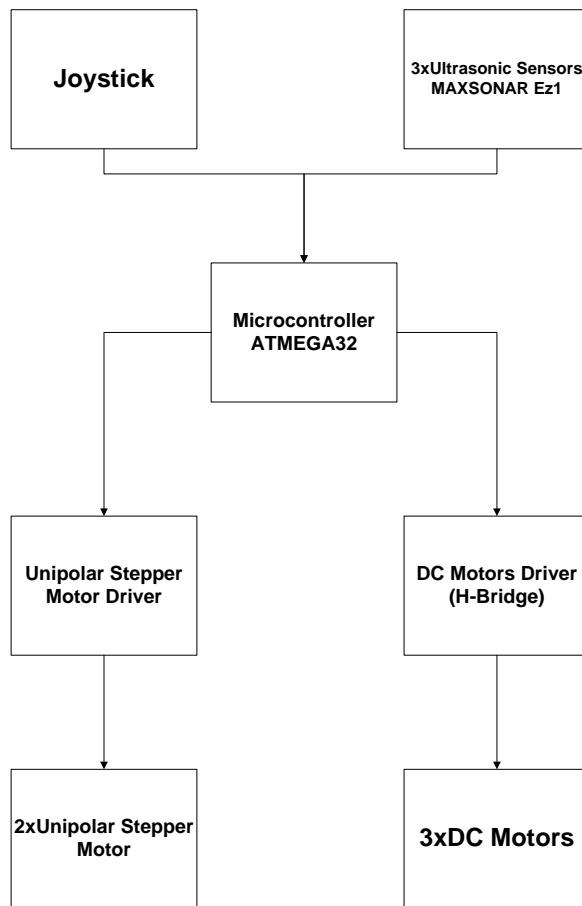 Joystick
3xUltrasonic Sensors
MAXSONAR Ez1
Microcontroller
ATMEGA32
Unipolar Stepper
Motor Driver
DC Motors Driver
(H-Bridge)
2xUnipolar Stepper
Motor
3xDC Motors